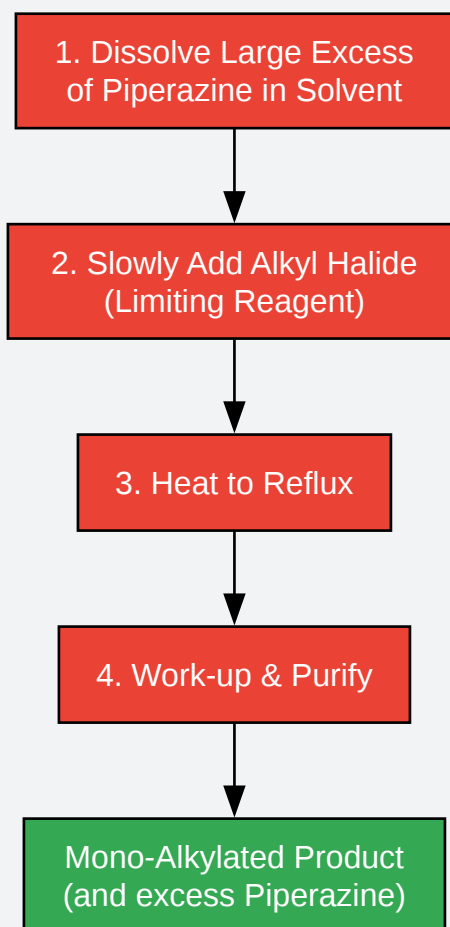 1. Dissolve Large Excess
of Piperazine in Solvent
2. Slowly Add Alkyl Halide
(Limiting Reagent)
3. Heat to Reflux
4. Work-up & Purify
Mono-Alkylated Product
(and excess Piperazine)